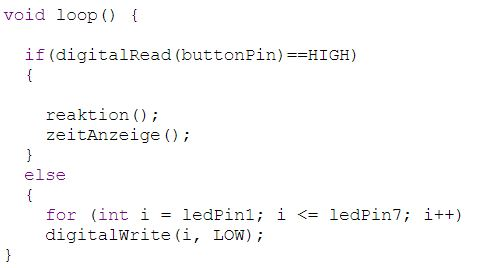 void loop() {
if(digitalRead(buttonPin)==HIGH)
{
reaktion();
zeitAnzeige();
}
else
{
for (int i = ledPin1; i <= ledPin7; i++)
digitalWrite(i, LOW);
}